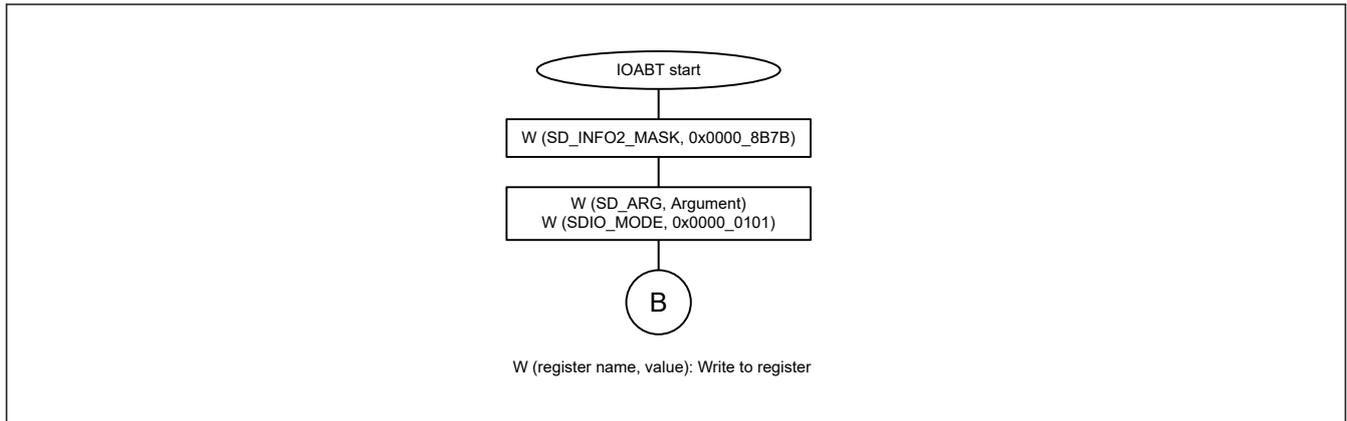 IOABT start
W (SD_INFO2_MASK, 0x0000_8B7B)
W (SD_ARG, Argument)
W (SDIO_MODE, 0x0000_0101)
B
W (register name, value): Write to register